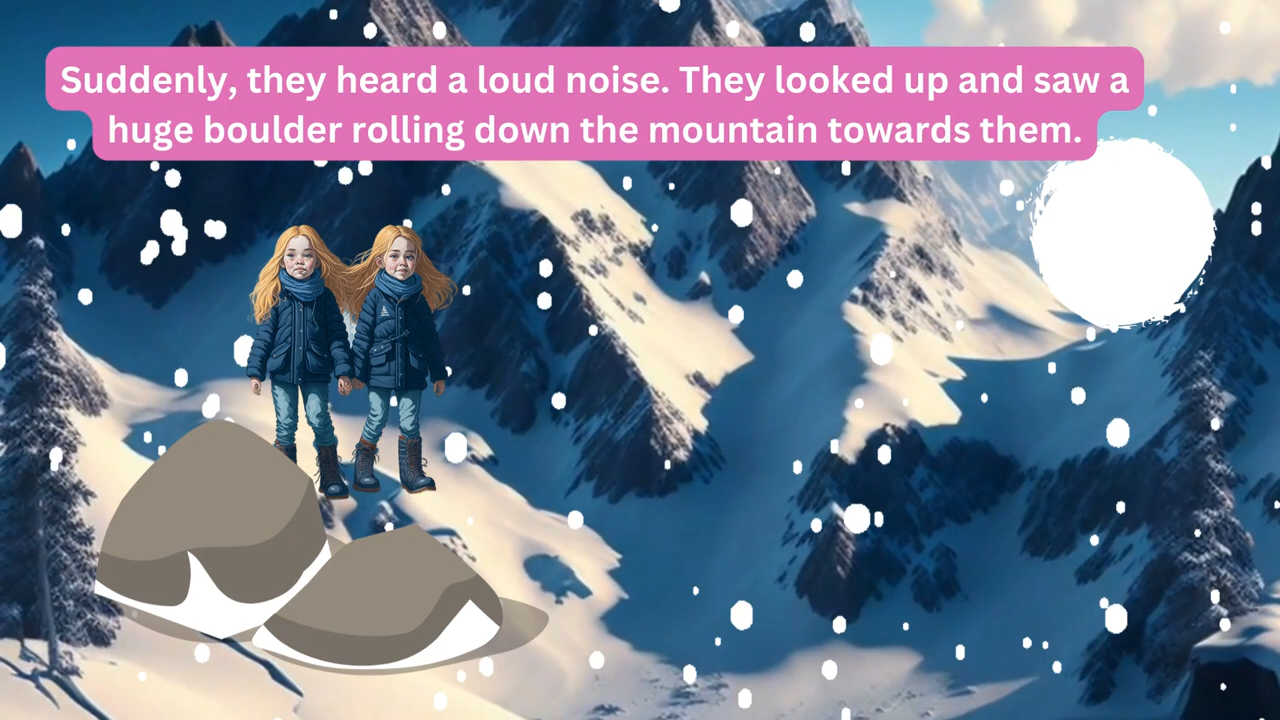 Suddenly, they heard a loud noise. They looked up and saw a
huge boulder rolling down the mountain towards them.